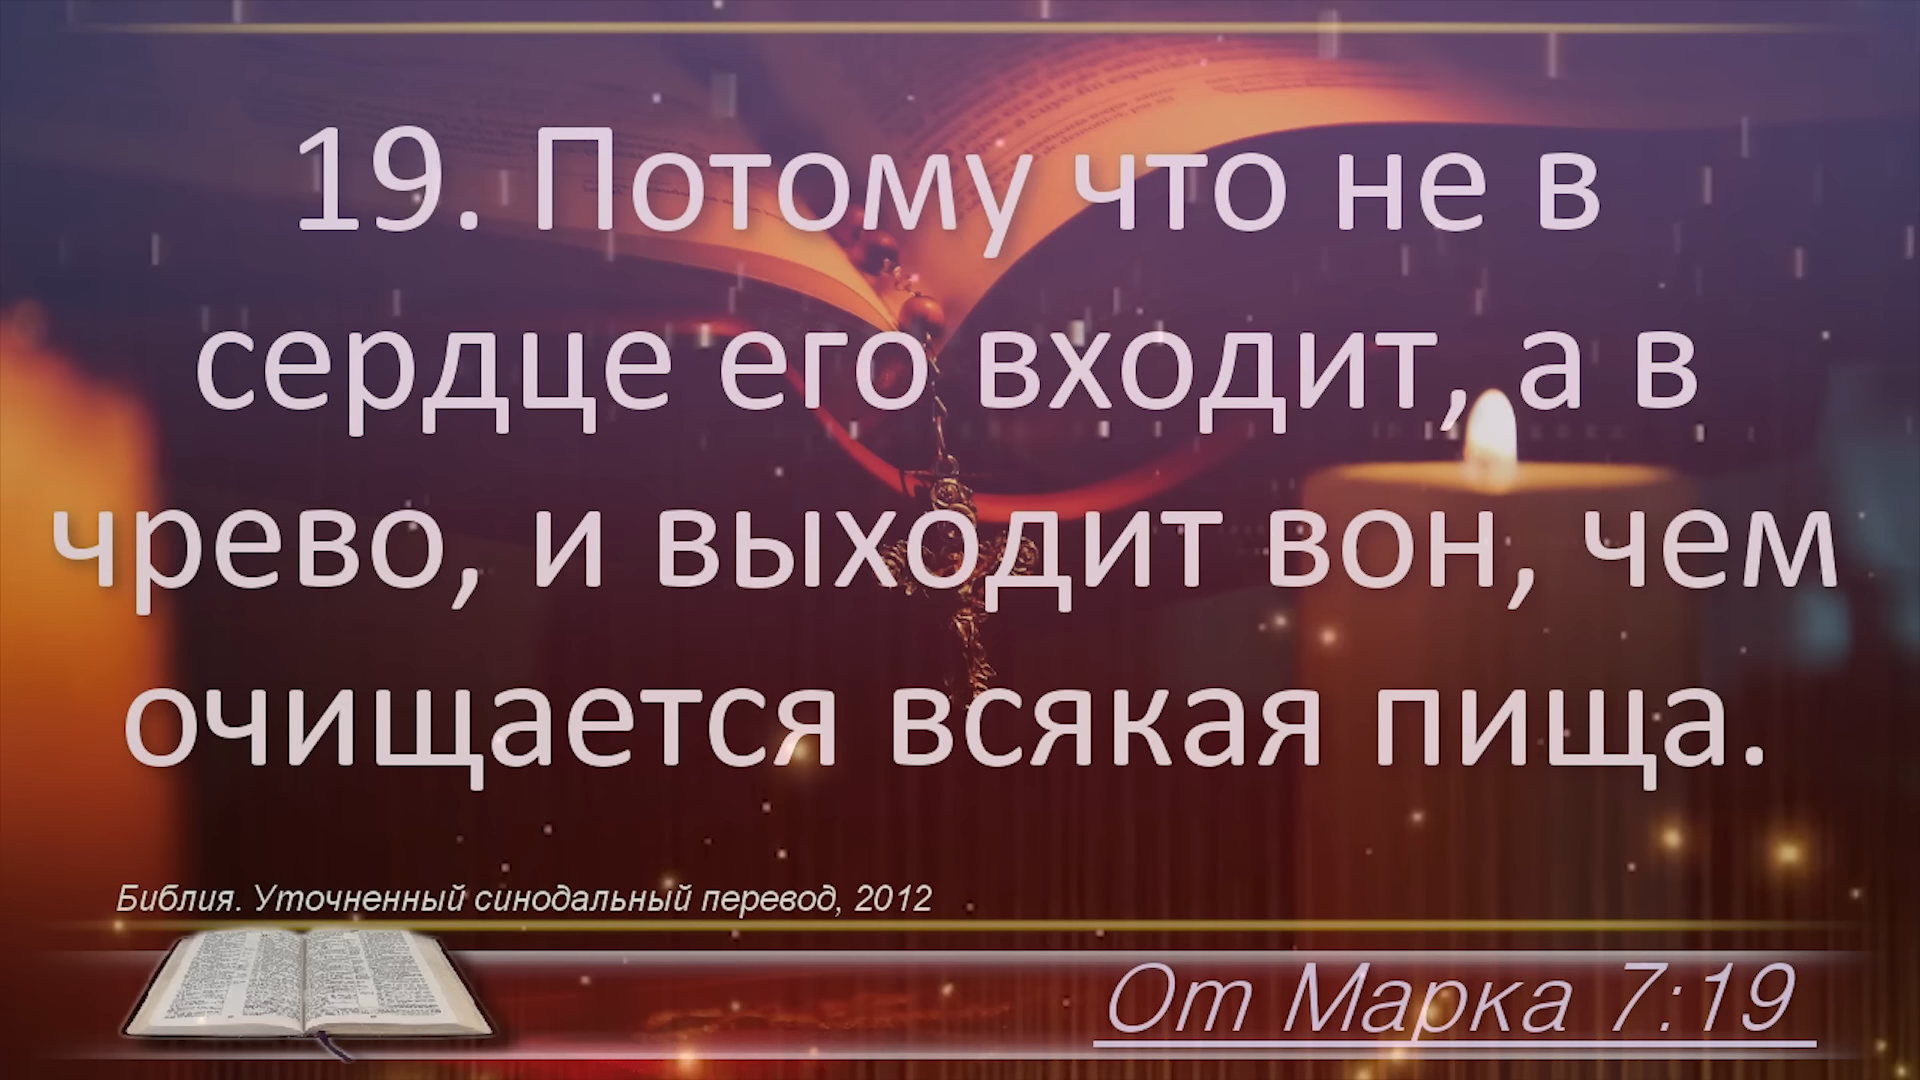 19. Потому что не в
сердце его входит, а в
чрево, и выходит вон, чем
очищается всякая пища.
Библия. Уточненный синодальный перевод, 2012
От Марка 7:19